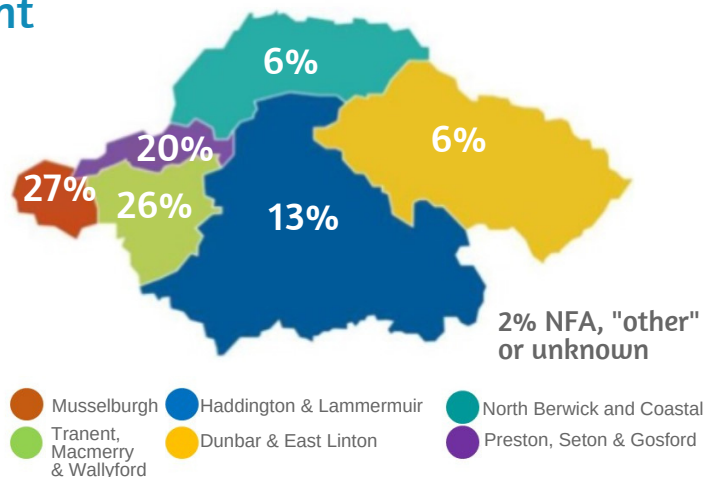 6%
6%
20%
27%
26%
13%
2% NFA, "other"
or unknown
Musselburgh
Haddington & Lammermuir
North Berwick and Coastal
Tranent,
Macmerry
& Wallyford
Dunbar & East Linton
Preston, Seton & Gosford